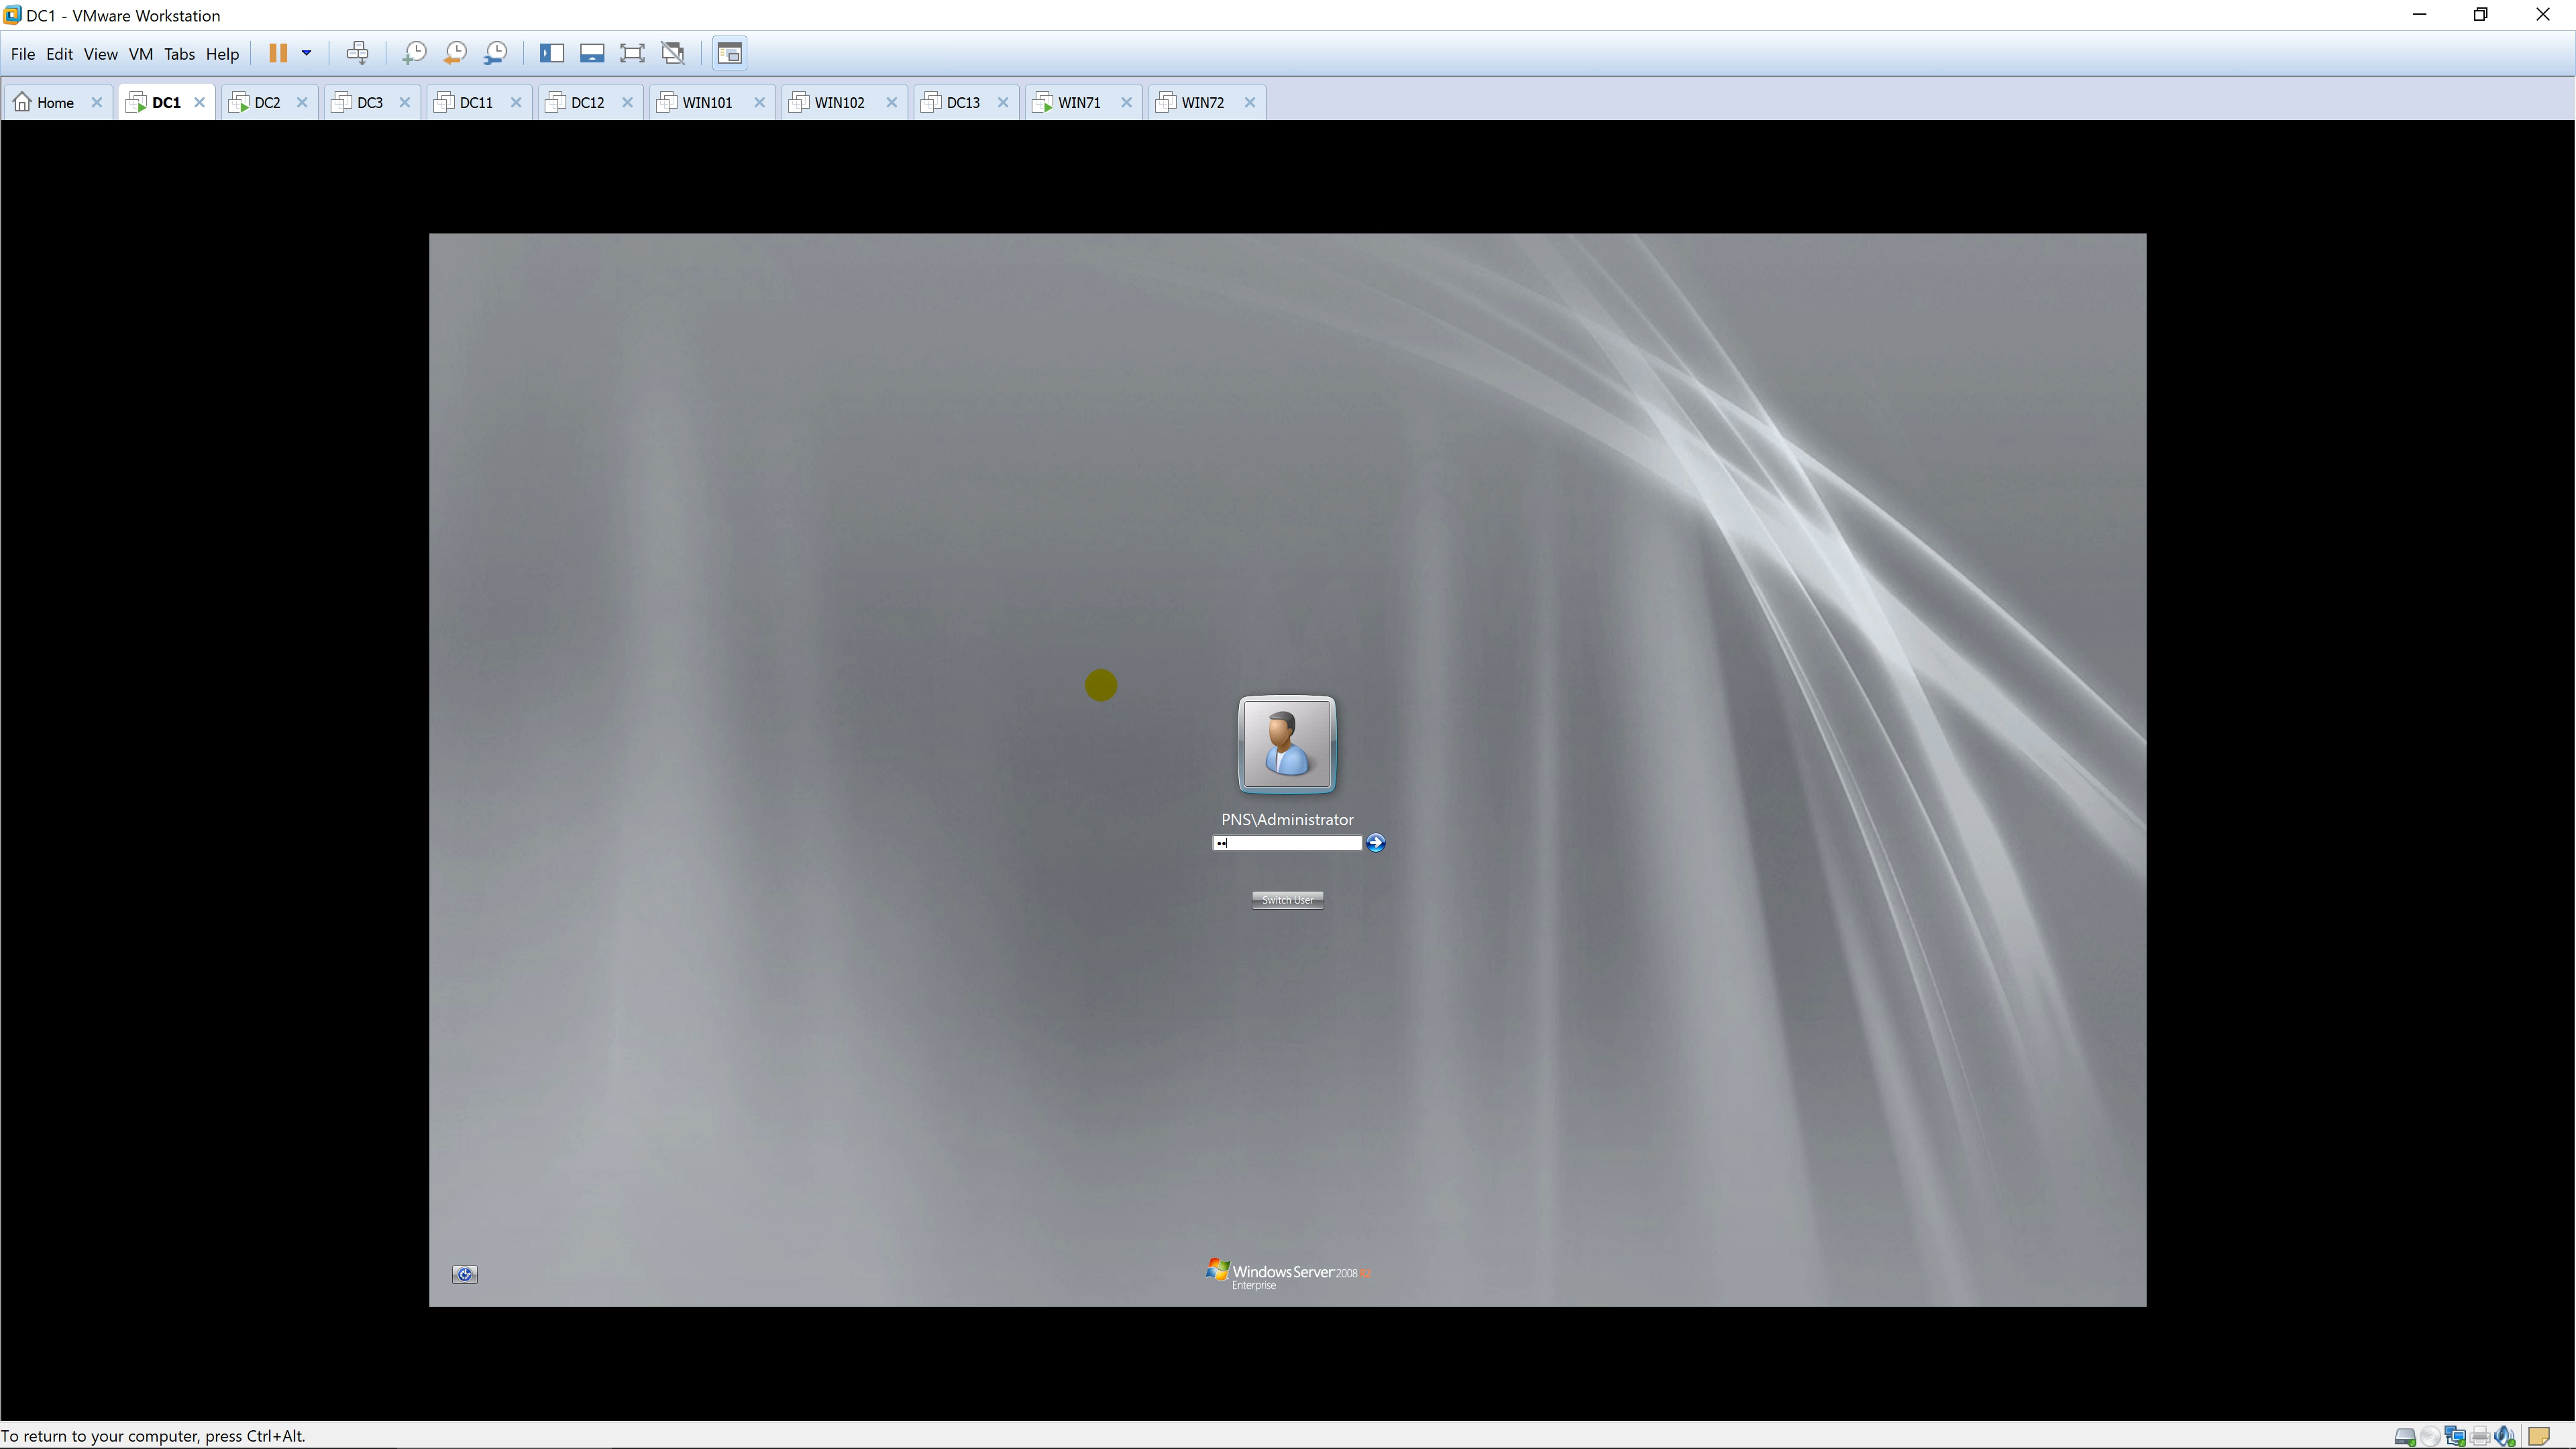 DC1 - VMware Workstation
File Edit View VM Tabs Help
Home DC1 DC2 DC3 DC11 DC12 WIN101 WIN102 DC13 WIN71 WIN72
PNS\Administrator
Switch User
Windows Server 2008 R2
Enterprise
To return to your computer, press Ctrl+Alt.